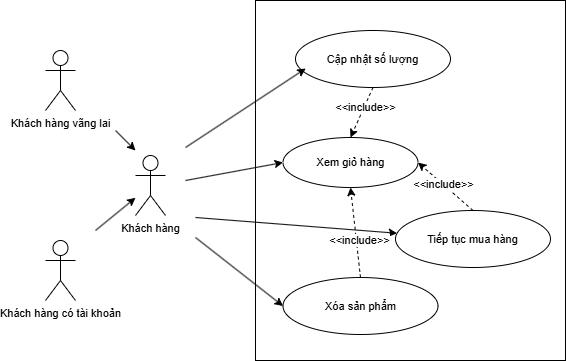 Cập nhật số lượng
<<include>>
Khách hàng vãng lai
Xem giỏ hàng
<<include>>
Khách hàng
Tiếp tục mua hàng
<<include>>
Khách hàng có tài khoản
Xóa sản phẩm